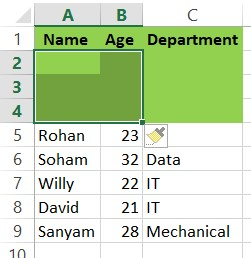 A B C
1 Name Age Department
2
3
4
5 Rohan 23
6 Soham 32 Data
7 Willy 22 IT
8 David 21 IT
9 Sanyam 28 Mechanical
10